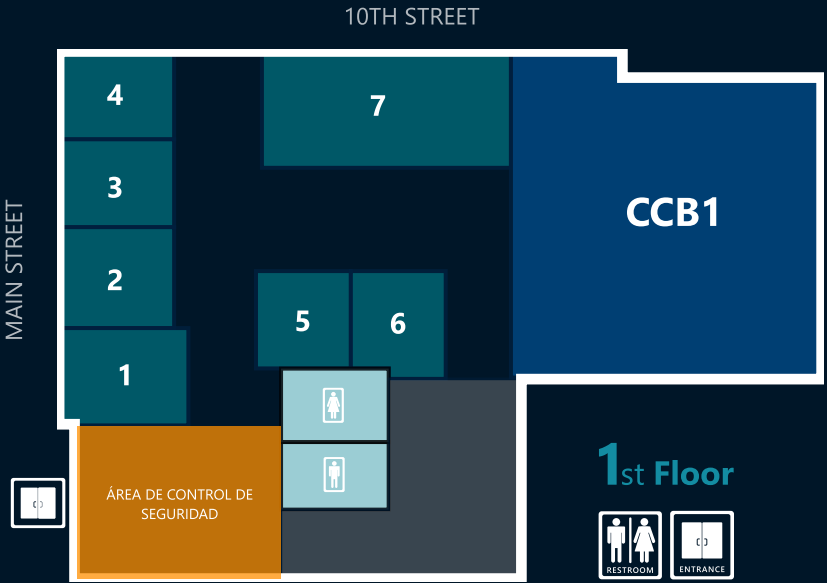 10TH STREET
MAIN STREET
4
7
3
CCB1
2
5
6
1
ÁREA DE CONTROL DE
SEGURIDAD
1st Floor
RESTROOM
ENTRANCE